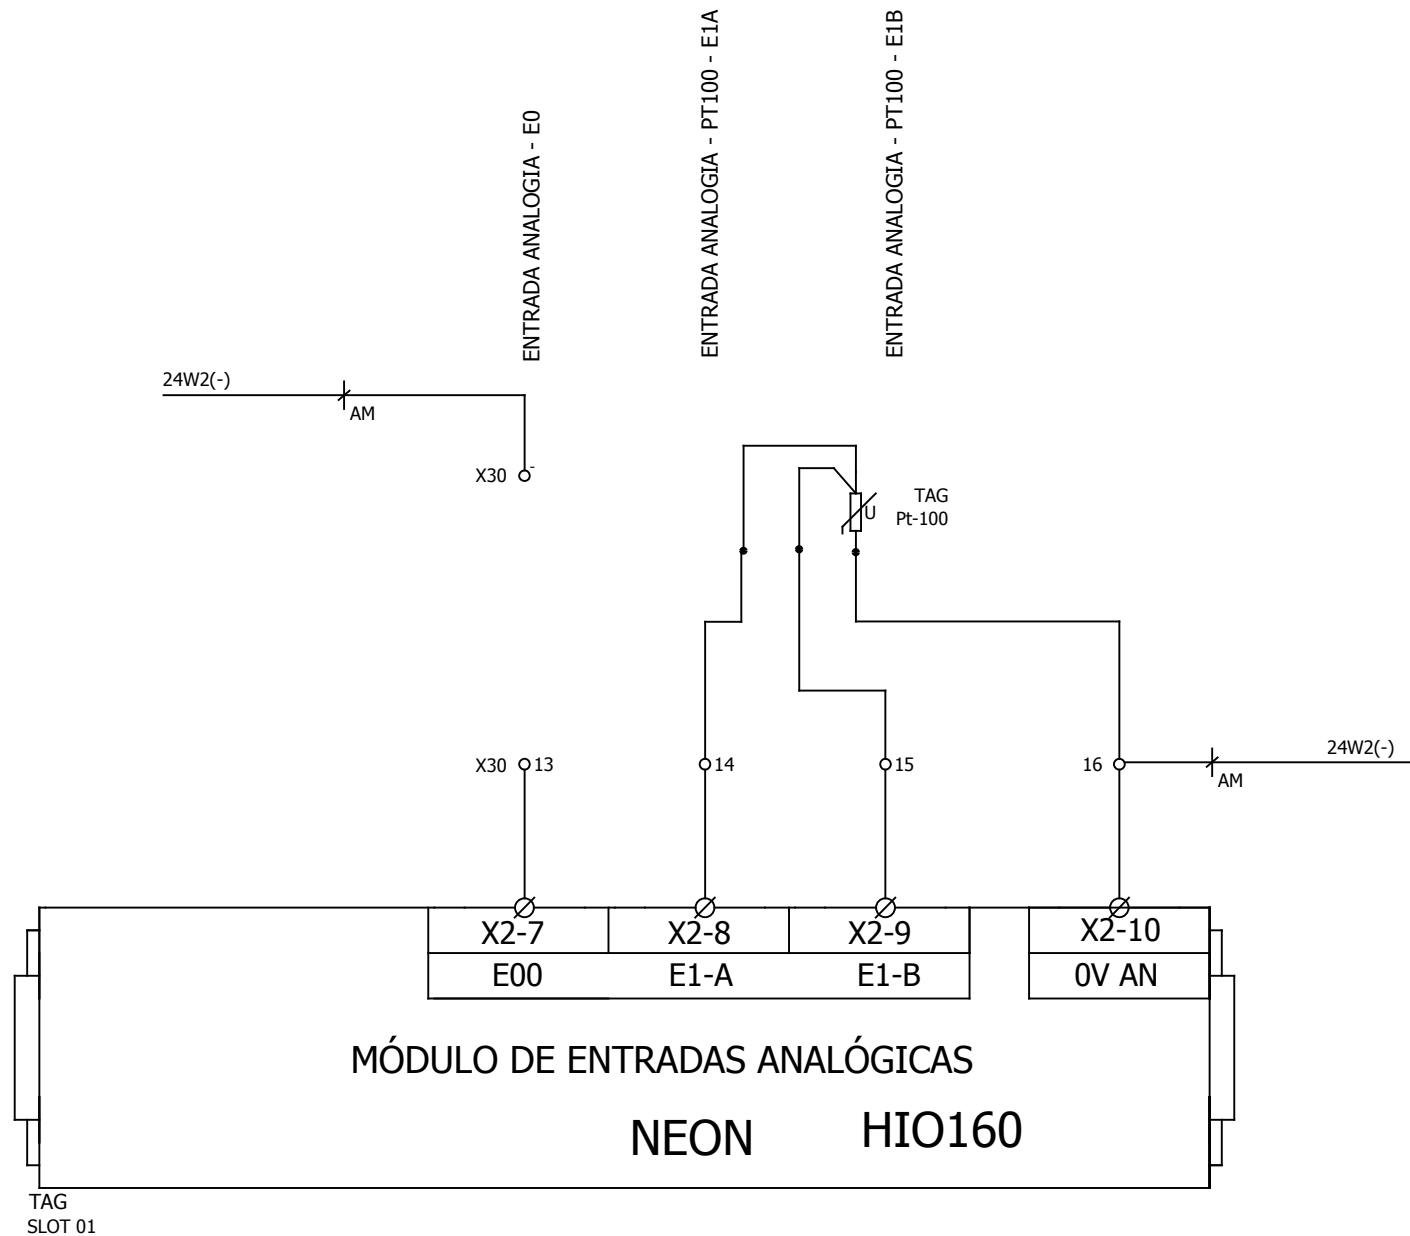 ENTRADA ANALOGIA - E0
ENTRADA ANALOGIA - PT100 - E1A
ENTRADA ANALOGIA - PT100 - E1B
24W2(-)
AM
X30 -
TAG
Pt-100
U
X30 13
14
15
16
24W2(-)
AM
X2-7 X2-8 X2-9 X2-10
E00 E1-A E1-B 0V AN
MÓDULO DE ENTRADAS ANALÓGICAS
NEON HIO160
TAG
SLOT 01